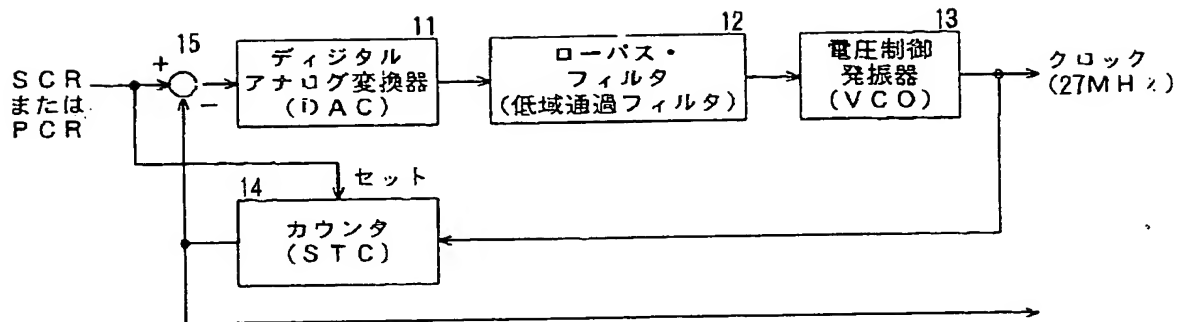 15
+
−
SCR
または
PCR
11
ディジタル
アナログ変換器
(DAC)
12
ローパス・
フィルタ
(低域通過フィルタ)
13
電圧制御
発振器
(VCO)
クロック
(27MHz)
セット
14
カウンタ
(STC)